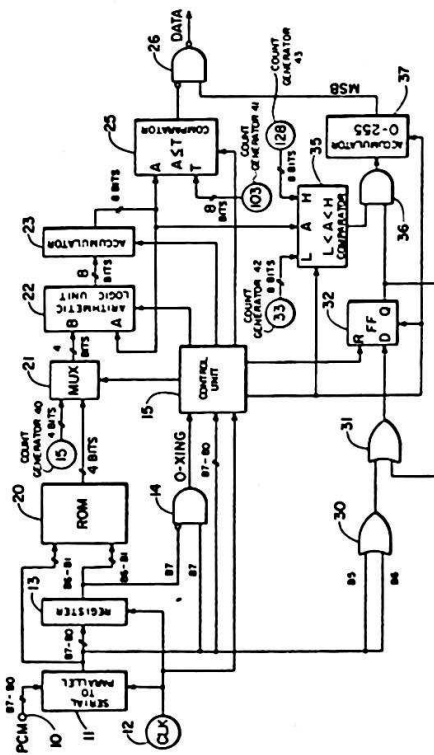 PCM
B7-B0
10
SERIAL
TO
PARALLEL
11
12
CLK
B7-B0
REGISTER
13
B6-B1
B6-B1
ROM
20
4 BITS
COUNT
GENERATOR 40
15
4 BITS
MUX
21
4
BITS
B
A
ARITHMETIC
LOGIC UNIT
22
8
BITS
ACCUMULATOR
23
8 BITS
A
T
A≤T
COMPARATOR
25
26
DATA
B7
B7
14
0-XING
CONTROL
UNIT
15
B7-B0
8
BITS
103
COUNT
GENERATOR 41
COUNT
GENERATOR
43
128
8 BITS
COUNT
GENERATOR 42
33
8 BITS
L A H
L<A<H
COMPARATOR
35
MSB
ACCUMULATOR
0-255
37
36
B5
B6
30
31
R
FF
D Q
32